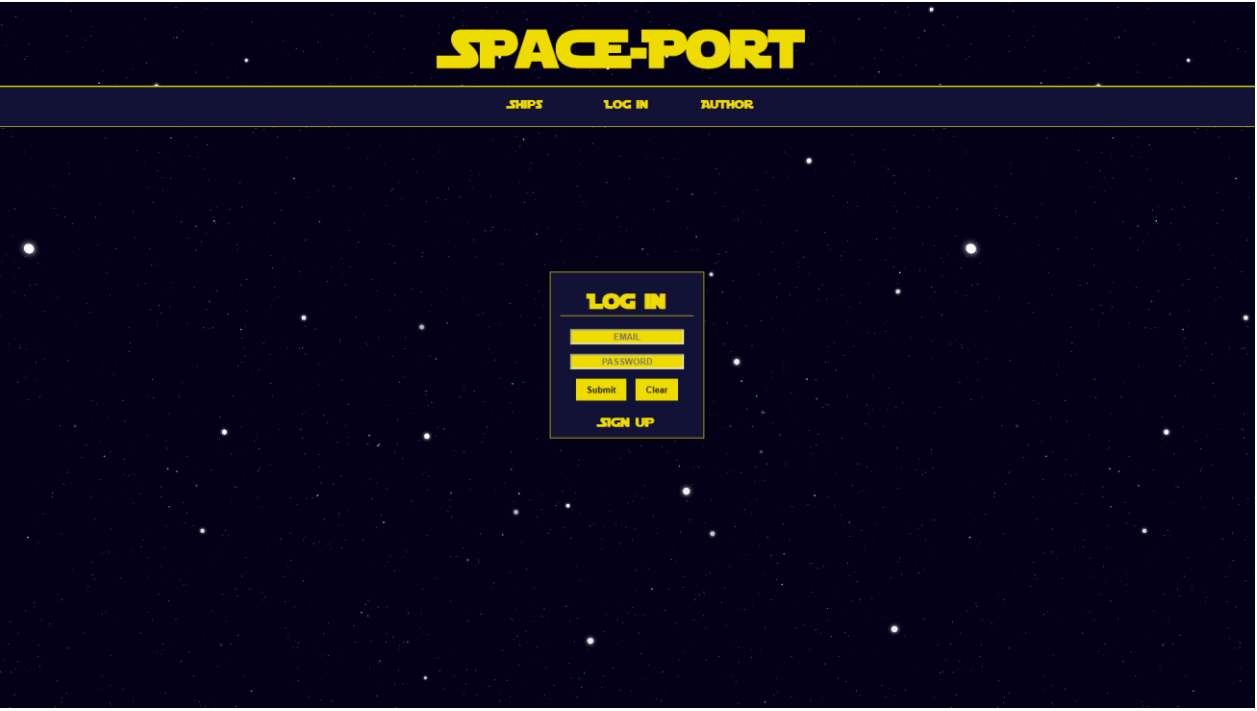 SPACE-PORT
SHIPS LOG IN AUTHOR
LOG IN
EMAIL
PASSWORD
Submit Clear
SIGN UP